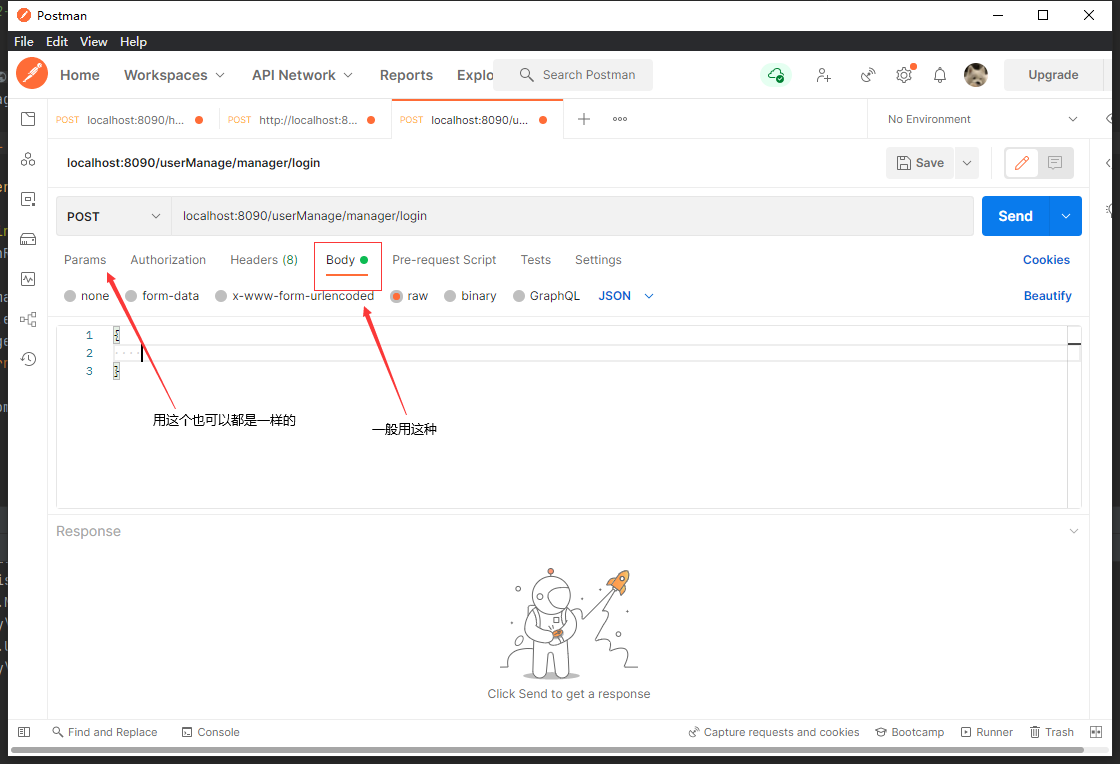 Postman
File Edit View Help
Home Workspaces API Network Reports Explo Search Postman Upgrade
POST localhost:8090/h... POST http://localhost:8... POST localhost:8090/u... No Environment
localhost:8090/userManage/manager/login Save
POST localhost:8090/userManage/manager/login Send
Params Authorization Headers (8) Body Pre-request Script Tests Settings Cookies
none form-data x-www-form-urlencoded raw binary GraphQL JSON Beautify
1 {
2
3 }
用这个也可以都是一样的
一般用这种
Response
Click Send to get a response
Find and Replace Console Capture requests and cookies Bootcamp Runner Trash